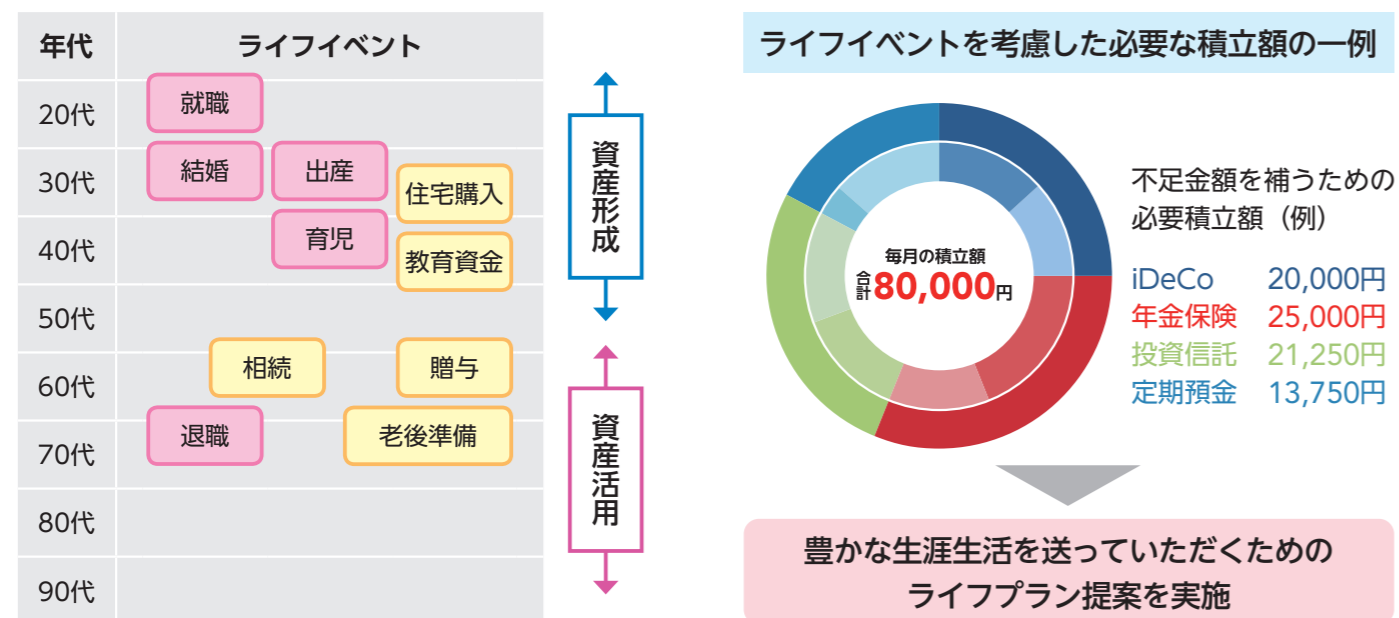 年代 ライフイベント
20代 就職
30代 結婚 出産 住宅購入
40代 育児 教育資金
50代
60代 相続 贈与
70代 退職 老後準備
80代
90代
資産形成
資産活用
ライフイベントを考慮した必要な積立額の一例
毎月の積立額
合計80,000円
不足金額を補うための
必要積立額（例）
iDeCo 20,000円
年金保険 25,000円
投資信託 21,250円
定期預金 13,750円
豊かな生涯生活を送っていただくための
ライフプラン提案を実施